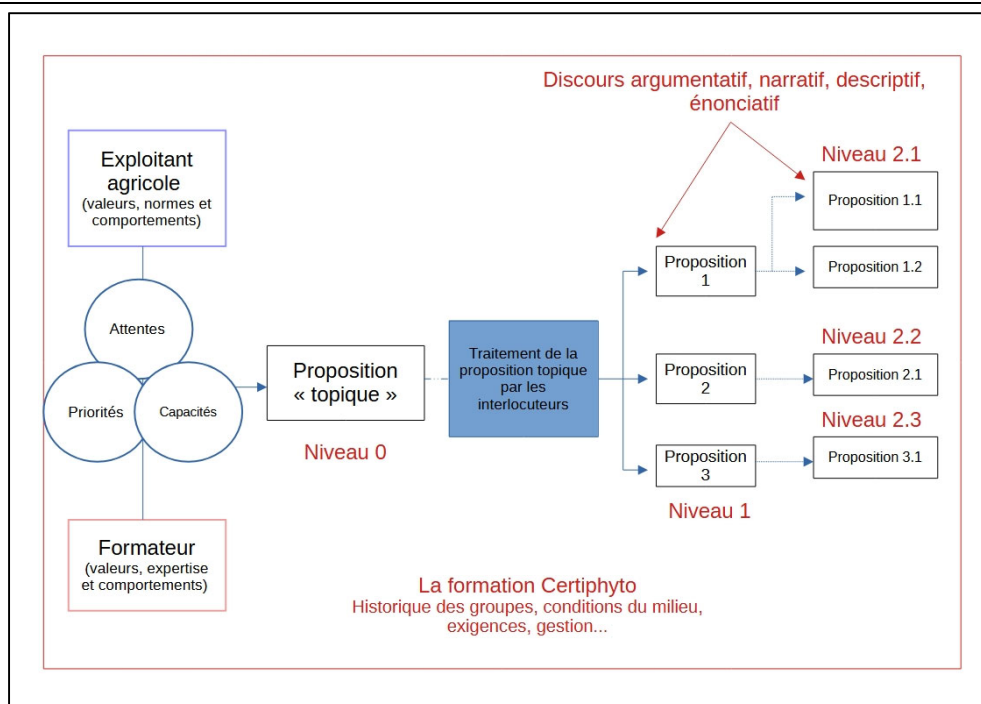 Discours argumentatif, narratif, descriptif,
énonciatif
Exploitant
agricole
(valeurs, normes et
comportements)
Attentes
Priorités
Capacités
Formateur
(valeurs, expertise
et comportements)
Proposition
« topique »
Niveau 0
Traitement de la
proposition topique
par les
interlocuteurs
Proposition
1
Proposition
2
Proposition
3
Niveau 1
Niveau 2.1
Proposition 1.1
Proposition 1.2
Niveau 2.2
Proposition 2.1
Niveau 2.3
Proposition 3.1
La formation Certiphyto
Historique des groupes, conditions du milieu,
exigences, gestion...